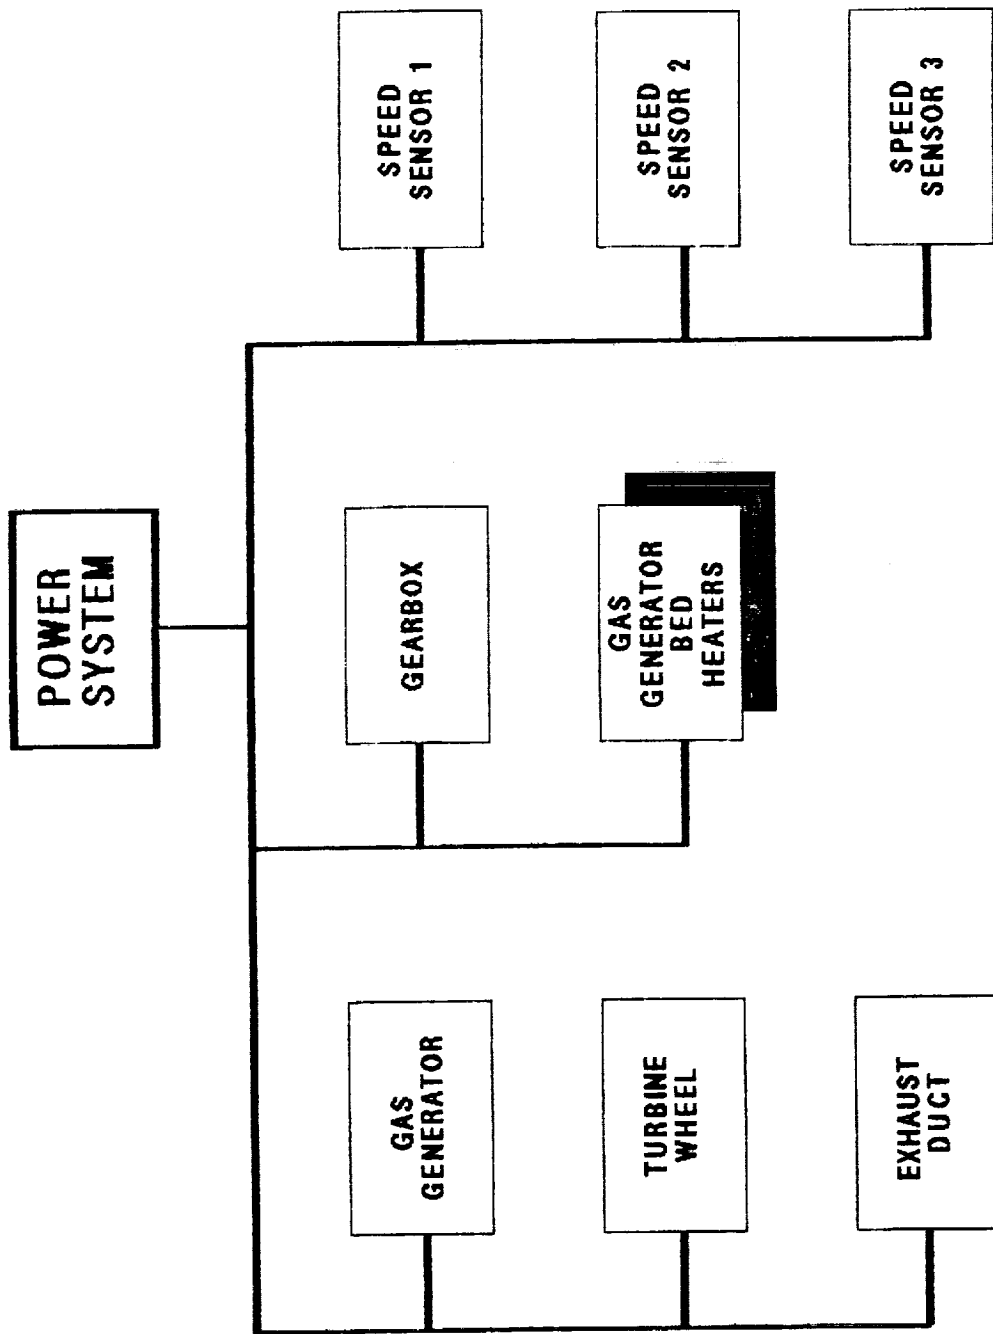 POWER
SYSTEM
GAS
GENERATOR
TURBINE
WHEEL
EXHAUST
DUCT
GEARBOX
GAS
GENERATOR
BED
HEATERS
SPEED
SENSOR 1
SPEED
SENSOR 2
SPEED
SENSOR 3